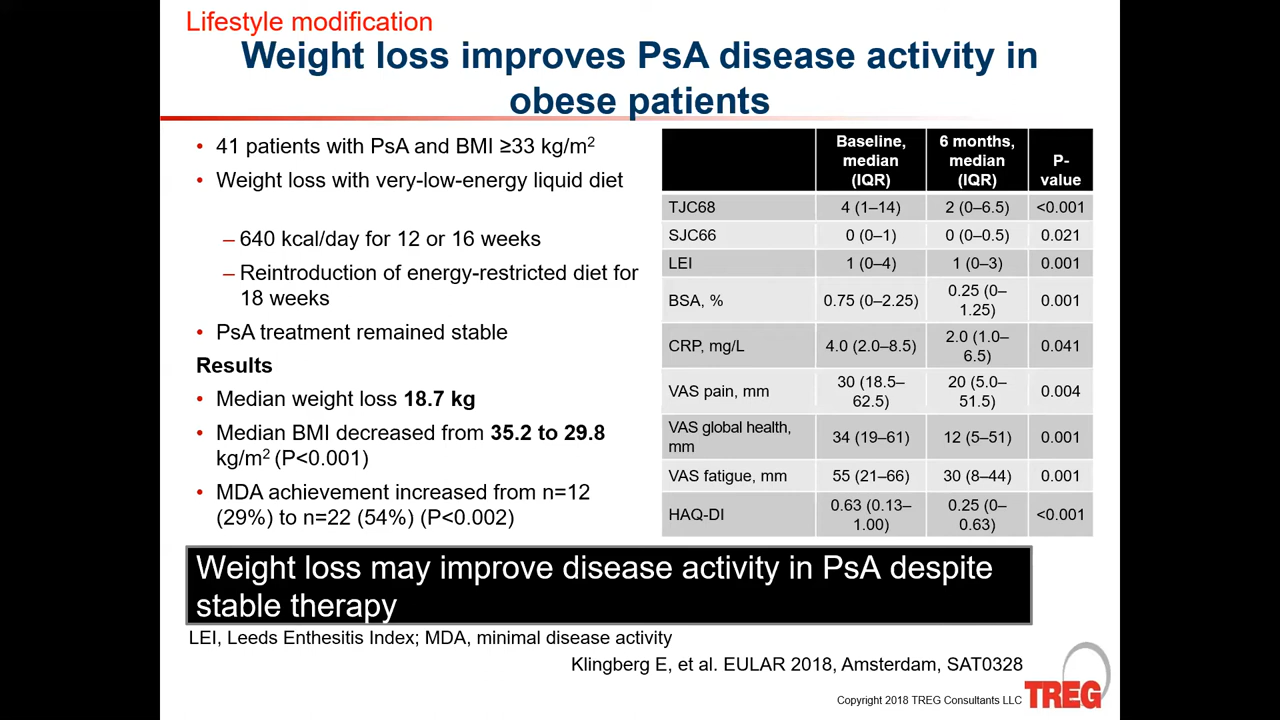 Lifestyle modification
Weight loss improves PsA disease activity in
obese patients
• 41 patients with PsA and BMI ≥33 kg/m²
• Weight loss with very-low-energy liquid diet
– 640 kcal/day for 12 or 16 weeks
– Reintroduction of energy-restricted diet for
18 weeks
• PsA treatment remained stable
Results
• Median weight loss 18.7 kg
• Median BMI decreased from 35.2 to 29.8
kg/m² (P<0.001)
• MDA achievement increased from n=12
(29%) to n=22 (54%) (P<0.002)
Baseline,
median
(IQR)
6 months,
median
(IQR)
P-
value
TJC68 4 (1–14) 2 (0–6.5) <0.001
SJC66 0 (0–1) 0 (0–0.5) 0.021
LEI 1 (0–4) 1 (0–3) 0.001
BSA, % 0.75 (0–2.25) 0.25 (0–
1.25) 0.001
CRP, mg/L 4.0 (2.0–8.5) 2.0 (1.0–
6.5) 0.041
VAS pain, mm 30 (18.5–
62.5) 20 (5.0–
51.5) 0.004
VAS global health,
mm 34 (19–61) 12 (5–51) 0.001
VAS fatigue, mm 55 (21–66) 30 (8–44) 0.001
HAQ-DI 0.63 (0.13–
1.00) 0.25 (0–
0.63) <0.001
Weight loss may improve disease activity in PsA despite
stable therapy
LEI, Leeds Enthesitis Index; MDA, minimal disease activity
Klingberg E, et al. EULAR 2018, Amsterdam, SAT0328
Copyright 2018 TREG Consultants LLC
TREG